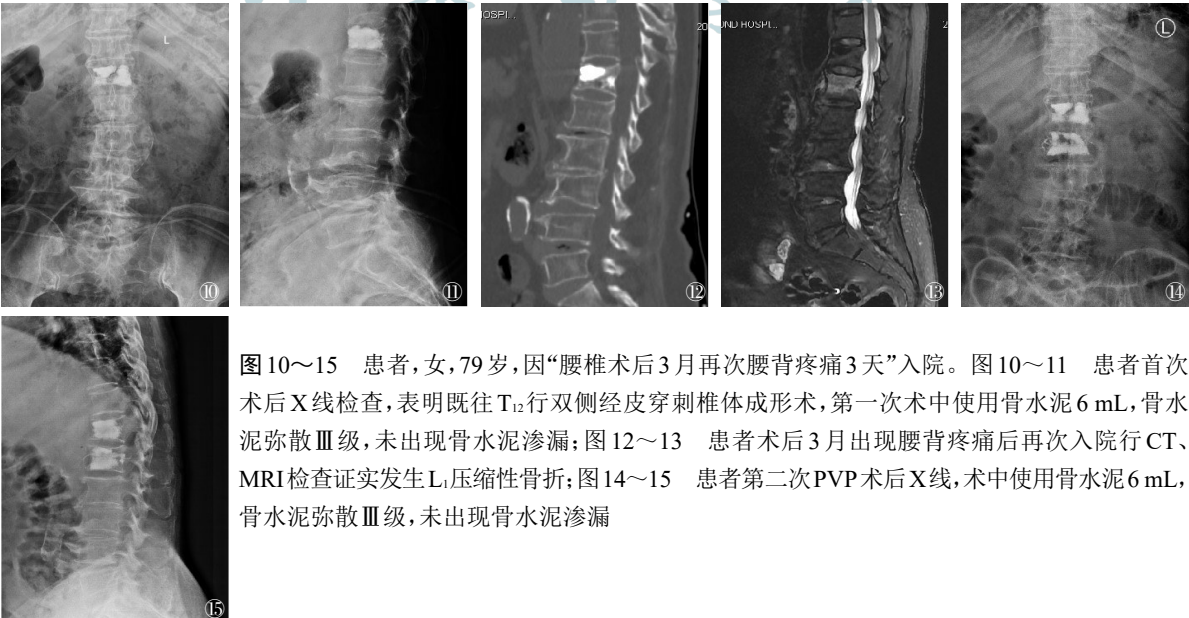 L
OSPI...
20
OND HOSPI...
2
L
⑩
⑪
⑫
⑬
⑭
图10～15　患者，女，79岁，因“腰椎术后3月再次腰背疼痛3天”入院。图10～11　患者首次
术后X线检查，表明既往T₁₂行双侧经皮穿刺椎体成形术，第一次术中使用骨水泥6 mL，骨水
泥弥散Ⅲ级，未出现骨水泥渗漏；图12～13　患者术后3月出现腰背疼痛后再次入院行CT、
MRI检查证实发生L₁压缩性骨折；图14～15　患者第二次PVP术后X线，术中使用骨水泥6 mL，
骨水泥弥散Ⅲ级，未出现骨水泥渗漏
⑮